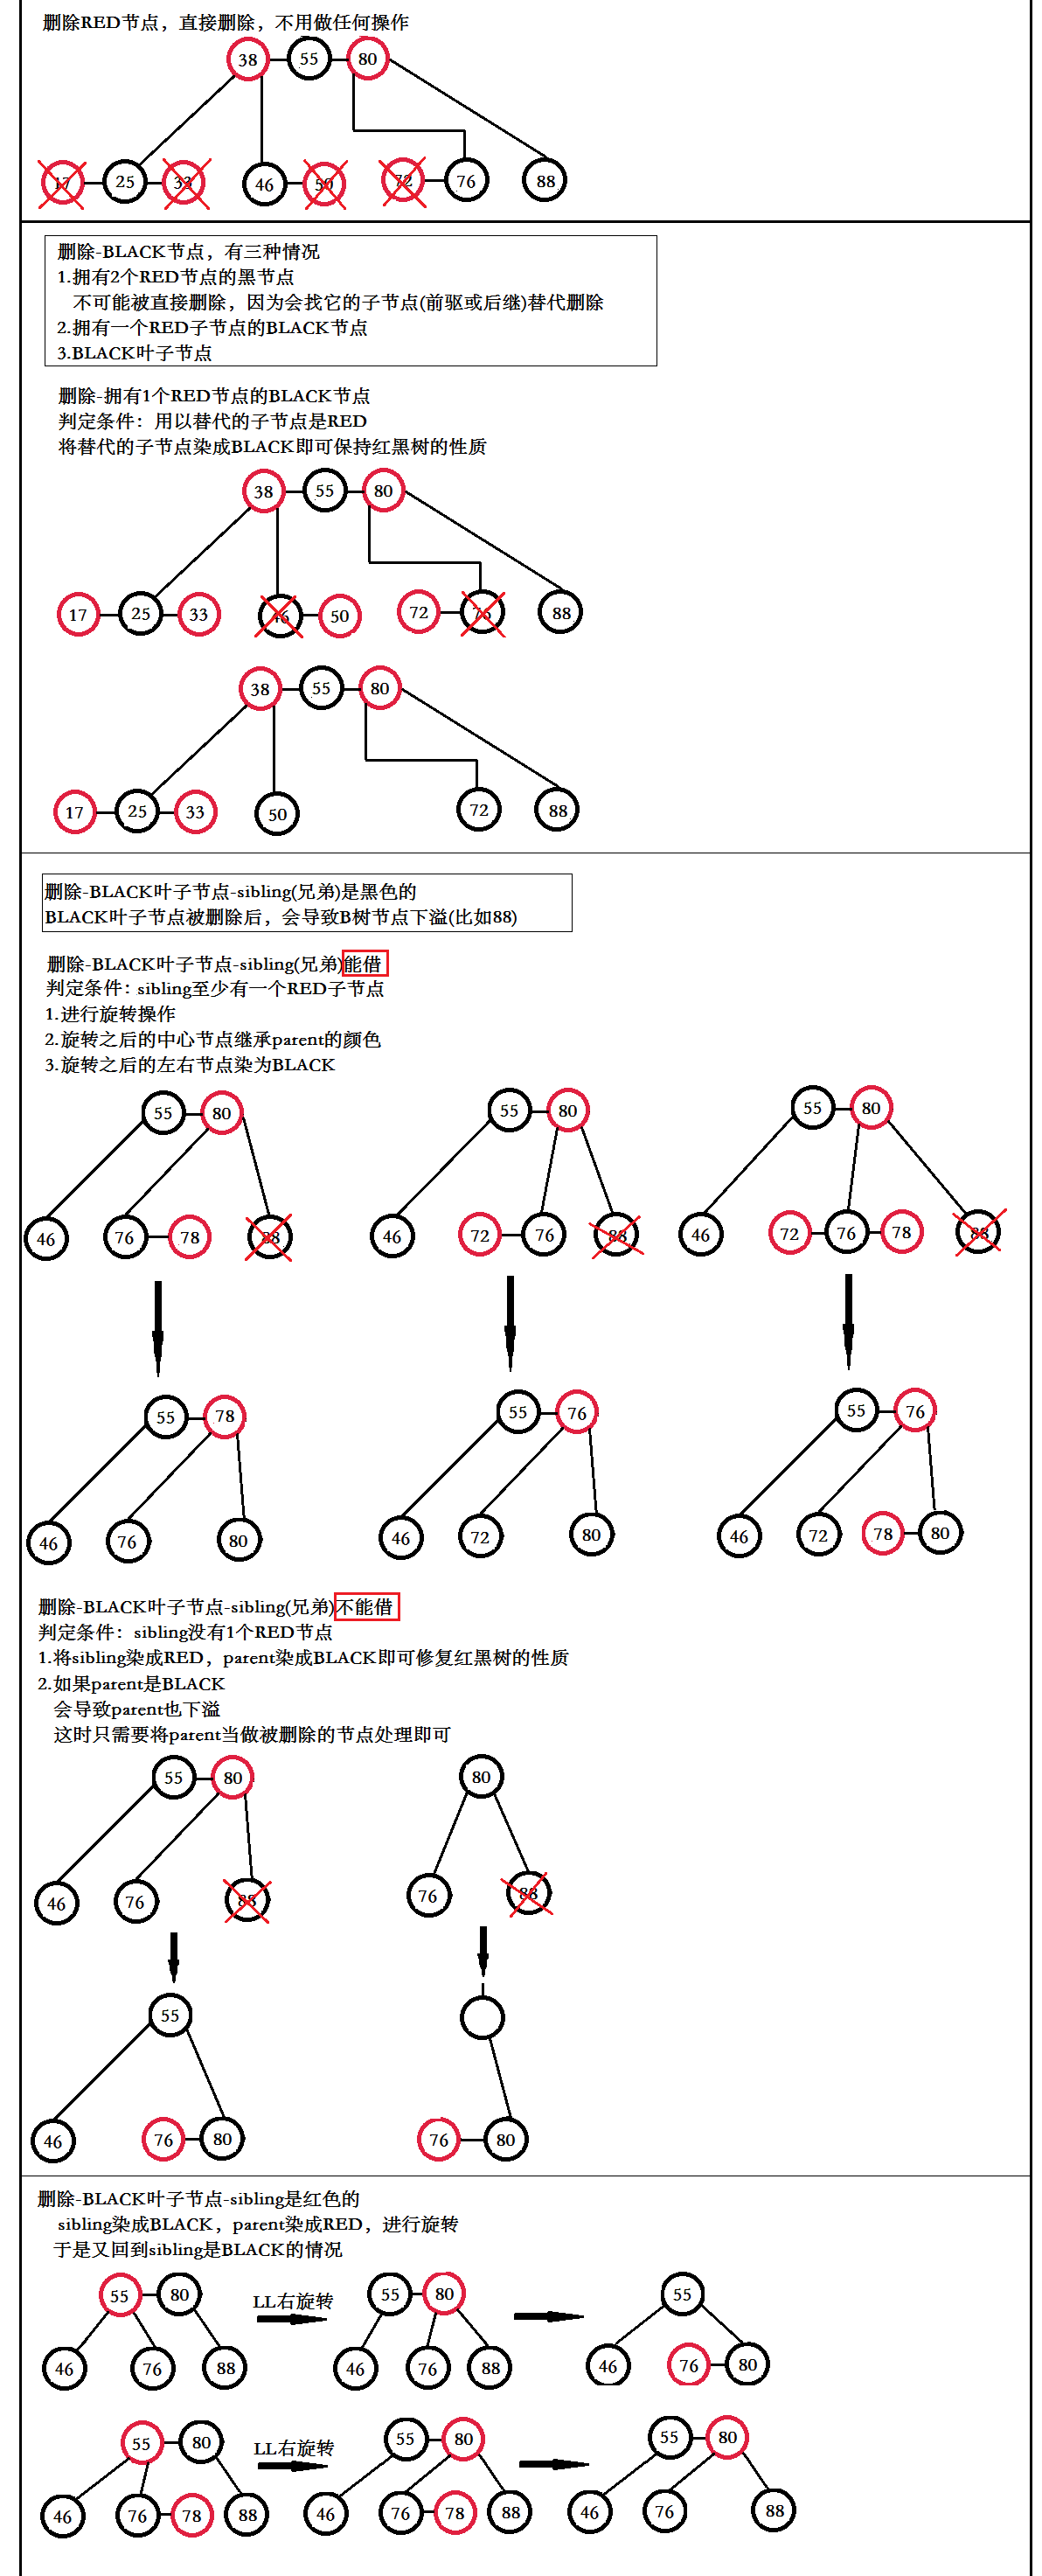 删除RED节点，直接删除，不用做任何操作
38 55 80
25 46 76 88
删除-BLACK节点，有三种情况
1.拥有2个RED节点的黑节点
不可能被直接删除，因为会找它的子节点(前驱或后继)替代删除
2.拥有一个RED子节点的BLACK节点
3.BLACK叶子节点
删除-拥有1个RED节点的BLACK节点
判定条件：用以替代的子节点是RED
将替代的子节点染成BLACK即可保持红黑树的性质
38 55 80
17 25 33 50 72 88
38 55 80
17 25 33 50 72 88
删除-BLACK叶子节点-sibling(兄弟)是黑色的
BLACK叶子节点被删除后，会导致B树节点下溢(比如88)
删除-BLACK叶子节点-sibling(兄弟)能借
判定条件：sibling至少有一个RED子节点
1.进行旋转操作
2.旋转之后的中心节点继承parent的颜色
3.旋转之后的左右节点染为BLACK
55 80 55 80 55 80
46 76 78 88 46 72 76 88 46 72 76 78 88
55 78 55 76 55 76
46 76 80 46 72 80 46 72 78 80
删除-BLACK叶子节点-sibling(兄弟)不能借
判定条件：sibling没有1个RED节点
1.将sibling染成RED，parent染成BLACK即可修复红黑树的性质
2.如果parent是BLACK
会导致parent也下溢
这时只需要将parent当做被删除的节点处理即可
55 80 80
46 76 88 76 88
55
46 76 80 76 80
删除-BLACK叶子节点-sibling是红色的
sibling染成BLACK，parent染成RED，进行旋转
于是又回到sibling是BLACK的情况
55 80 LL右旋转 55 80 55
46 76 88 46 76 88 46 76 80
55 80 LL右旋转 55 80 55 80
46 76 78 88 46 76 78 88 46 76 88